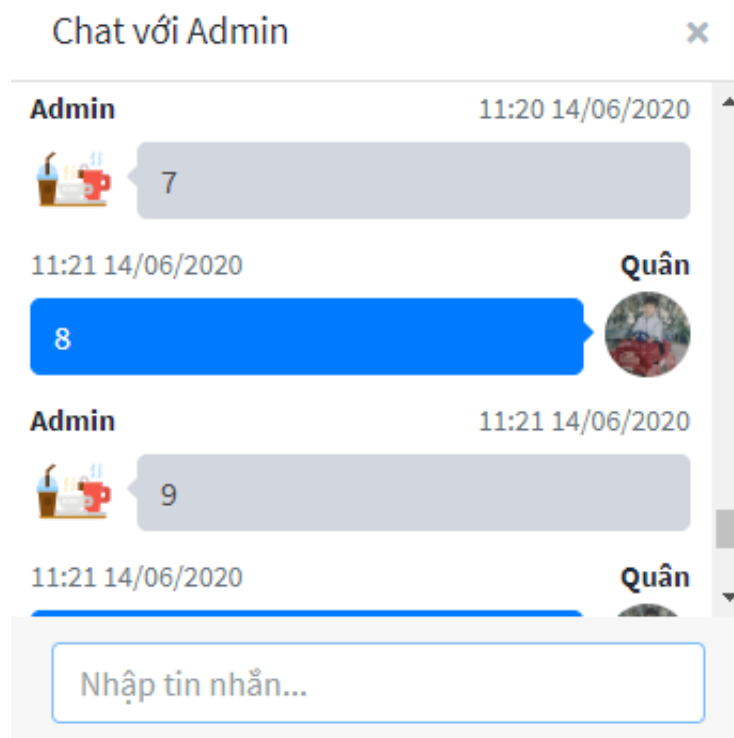 Chat với Admin ×
Admin 11:20 14/06/2020
7
11:21 14/06/2020 Quân
8
Admin 11:21 14/06/2020
9
11:21 14/06/2020 Quân
Nhập tin nhắn...